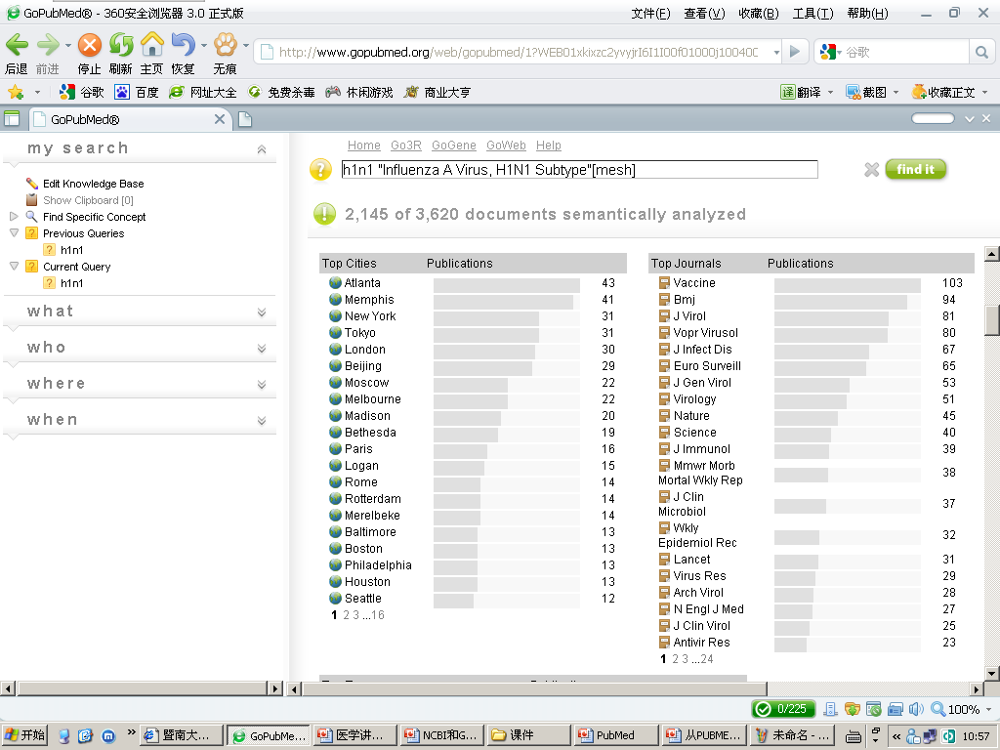 GoPubMed® - 360安全浏览器 3.0 正式版
文件(F) 查看(V) 收藏(B) 工具(T) 帮助(H)
http://www.gopubmed.org/web/gopubmed/1?WEB01xkixzc2yvyjrI6I1I00f01000j10040C
谷歌
后退 前进 停止 刷新 主页 恢复 无痕
谷歌 百度 网址大全 免费杀毒 休闲游戏 商业大亨 翻译 截图 收藏正文
GoPubMed®
my search
Edit Knowledge Base
Show Clipboard [0]
Find Specific Concept
Previous Queries
h1n1
Current Query
h1n1
what
who
where
when
Home Go3R GoGene GoWeb Help
h1n1 "Influenza A Virus, H1N1 Subtype"[mesh]
find it
2,145 of 3,620 documents semantically analyzed
Top Cities Publications
Atlanta 43
Memphis 41
New York 31
Tokyo 31
London 30
Beijing 29
Moscow 22
Melbourne 22
Madison 20
Bethesda 19
Paris 16
Logan 15
Rome 14
Rotterdam 14
Merelbeke 14
Baltimore 13
Boston 13
Philadelphia 13
Houston 13
Seattle 12
1 2 3 ...16
Top Journals Publications
Vaccine 103
Bmj 94
J Virol 81
Vopr Virusol 80
J Infect Dis 67
Euro Surveill 65
J Gen Virol 53
Virology 51
Nature 45
Science 40
J Immunol 39
Mmwr Morb
Mortal Wkly Rep 38
J Clin
Microbiol 37
Wkly
Epidemiol Rec 32
Lancet 31
Virus Res 29
Arch Virol 28
N Engl J Med 27
J Clin Virol 25
Antivir Res 23
1 2 3 ...24
0/225
100%
开始 暨南大... GoPubMe... 医学讲... NCBI和G... 课件 PubMed 从PUBME... 未命名 - ... 10:57